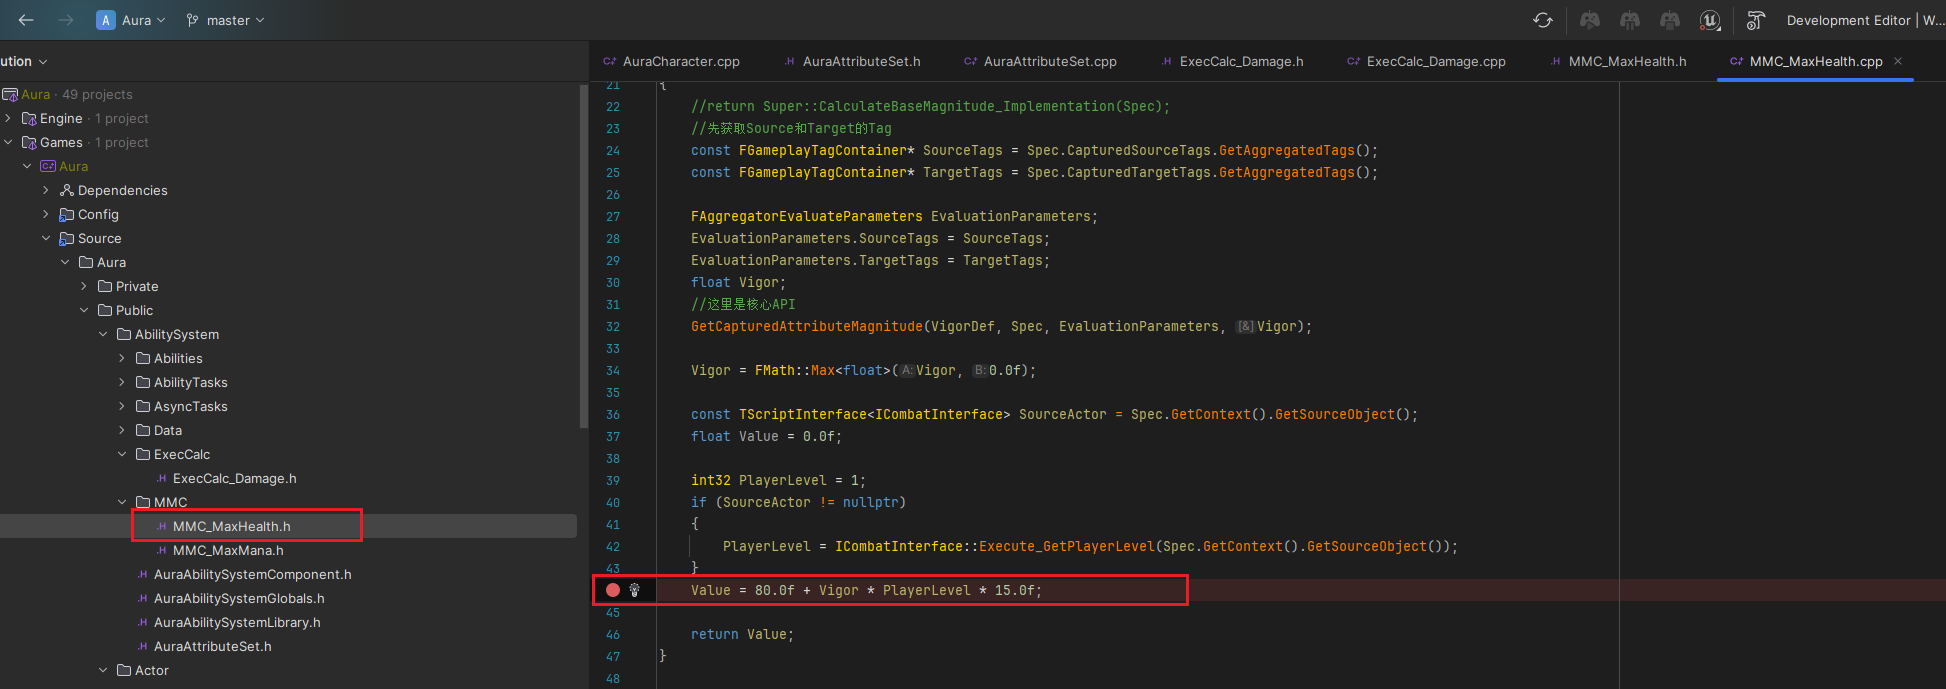 A Aura master Development Editor | W...
ution
Aura · 49 projects
Engine · 1 project
Games · 1 project
Aura
Dependencies
Config
Source
Aura
Private
Public
AbilitySystem
Abilities
AbilityTasks
AsyncTasks
Data
ExecCalc
.H ExecCalc_Damage.h
MMC
.H MMC_MaxHealth.h
.H MMC_MaxMana.h
.H AuraAbilitySystemComponent.h
.H AuraAbilitySystemGlobals.h
.H AuraAbilitySystemLibrary.h
.H AuraAttributeSet.h
Actor
C+ AuraCharacter.cpp .H AuraAttributeSet.h C+ AuraAttributeSet.cpp .H ExecCalc_Damage.h C+ ExecCalc_Damage.cpp .H MMC_MaxHealth.h C+ MMC_MaxHealth.cpp ×
21 {
22 //return Super::CalculateBaseMagnitude_Implementation(Spec);
23 //先获取Source和Target的Tag
24 const FGameplayTagContainer* SourceTags = Spec.CapturedSourceTags.GetAggregatedTags();
25 const FGameplayTagContainer* TargetTags = Spec.CapturedTargetTags.GetAggregatedTags();
26
27 FAggregatorEvaluateParameters EvaluationParameters;
28 EvaluationParameters.SourceTags = SourceTags;
29 EvaluationParameters.TargetTags = TargetTags;
30 float Vigor;
31 //这里是核心API
32 GetCapturedAttributeMagnitude(VigorDef, Spec, EvaluationParameters, [&]Vigor);
33
34 Vigor = FMath::Max<float>(A:Vigor, B:0.0f);
35
36 const TScriptInterface<ICombatInterface> SourceActor = Spec.GetContext().GetSourceObject();
37 float Value = 0.0f;
38
39 int32 PlayerLevel = 1;
40 if (SourceActor != nullptr)
41 {
42 PlayerLevel = ICombatInterface::Execute_GetPlayerLevel(Spec.GetContext().GetSourceObject());
43 }
Value = 80.0f + Vigor * PlayerLevel * 15.0f;
45
46 return Value;
47 }
48